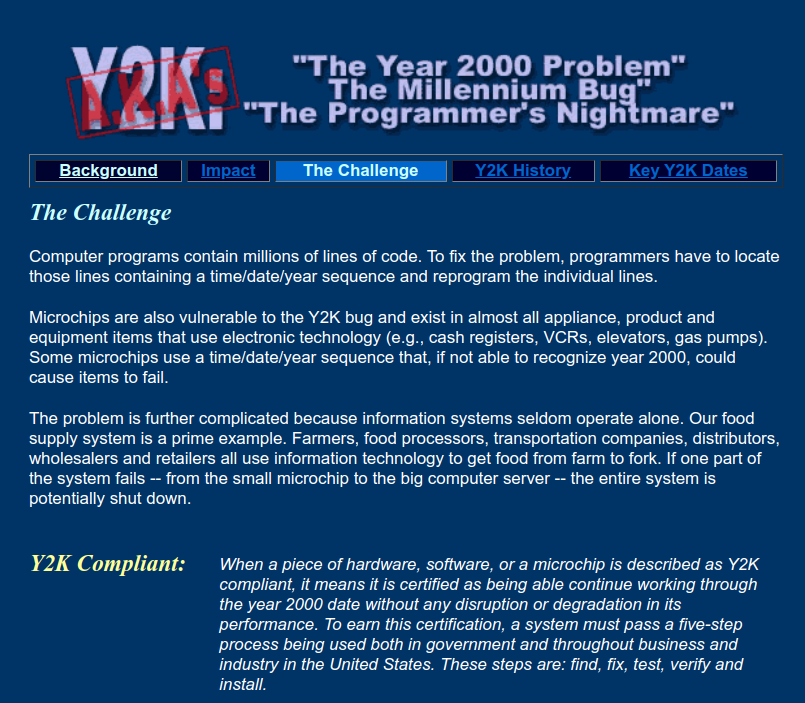 Y2K!
A.K.A's
"The Year 2000 Problem"
The Millennium Bug"
"The Programmer's Nightmare"
Background Impact The Challenge Y2K History Key Y2K Dates
The Challenge
Computer programs contain millions of lines of code. To fix the problem, programmers have to locate
those lines containing a time/date/year sequence and reprogram the individual lines.
Microchips are also vulnerable to the Y2K bug and exist in almost all appliance, product and
equipment items that use electronic technology (e.g., cash registers, VCRs, elevators, gas pumps).
Some microchips use a time/date/year sequence that, if not able to recognize year 2000, could
cause items to fail.
The problem is further complicated because information systems seldom operate alone. Our food
supply system is a prime example. Farmers, food processors, transportation companies, distributors,
wholesalers and retailers all use information technology to get food from farm to fork. If one part of
the system fails -- from the small microchip to the big computer server -- the entire system is
potentially shut down.
Y2K Compliant:
When a piece of hardware, software, or a microchip is described as Y2K
compliant, it means it is certified as being able continue working through
the year 2000 date without any disruption or degradation in its
performance. To earn this certification, a system must pass a five-step
process being used both in government and throughout business and
industry in the United States. These steps are: find, fix, test, verify and
install.